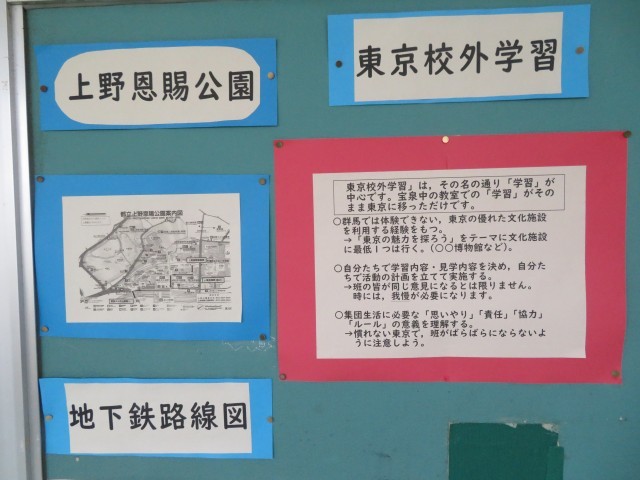 上野恩賜公園
東京校外学習
都立上野恩賜公園案内図
地下鉄路線図
東京校外学習」は，その名の通り「学習」が
中心です。宝泉中の教室での「学習」がその
まま東京に移っただけです。
○群馬では体験できない，東京の優れた文化施設
を利用する経験をもつ。
→「東京の魅力を探ろう」をテーマに文化施設
に最低１つは行く。（○○博物館など）。
○自分たちで学習内容・見学内容を決め，自分た
ちで活動の計画を立てて実施する。
→班の皆が同じ意見になるとは限りません。
時には，我慢が必要になります。
○集団生活に必要な「思いやり」「責任」「協力」
「ルール」の意義を理解する。
→慣れない東京で，班がばらばらにならないよ
うに注意しよう。